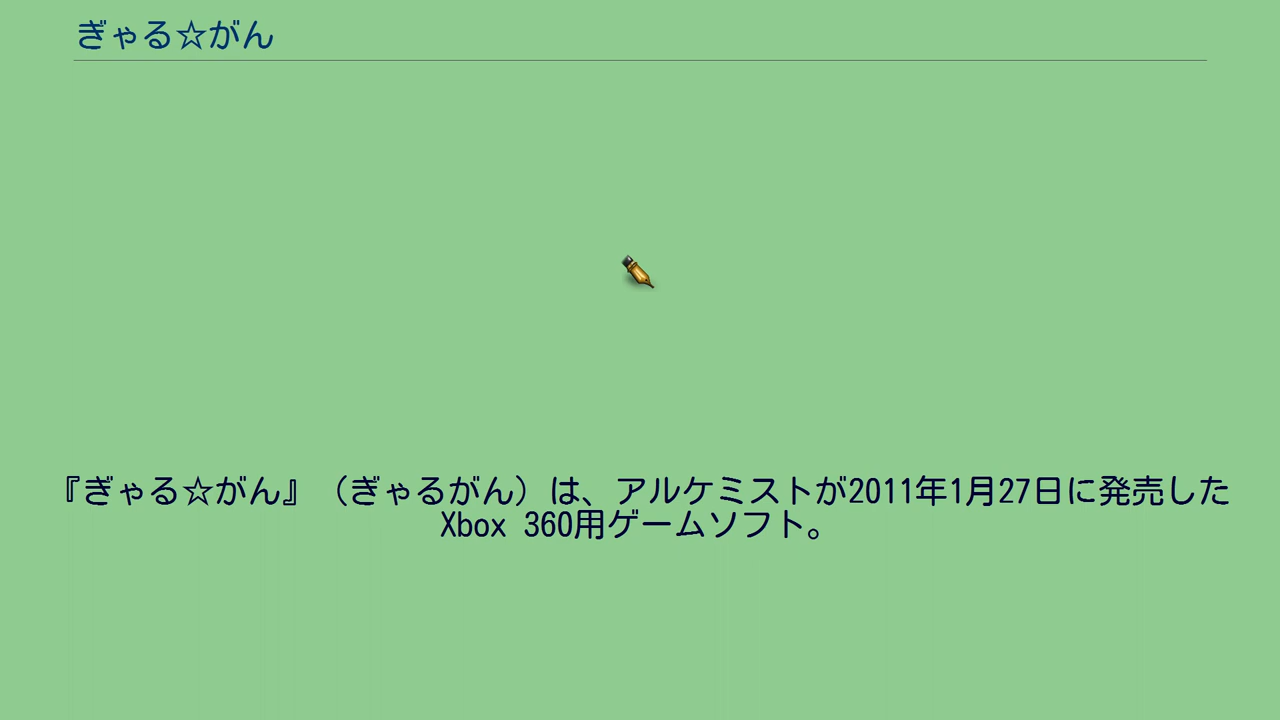 ぎゃる☆がん
『ぎゃる☆がん』（ぎゃるがん）は、アルケミストが2011年1月27日に発売した
Xbox 360用ゲームソフト。